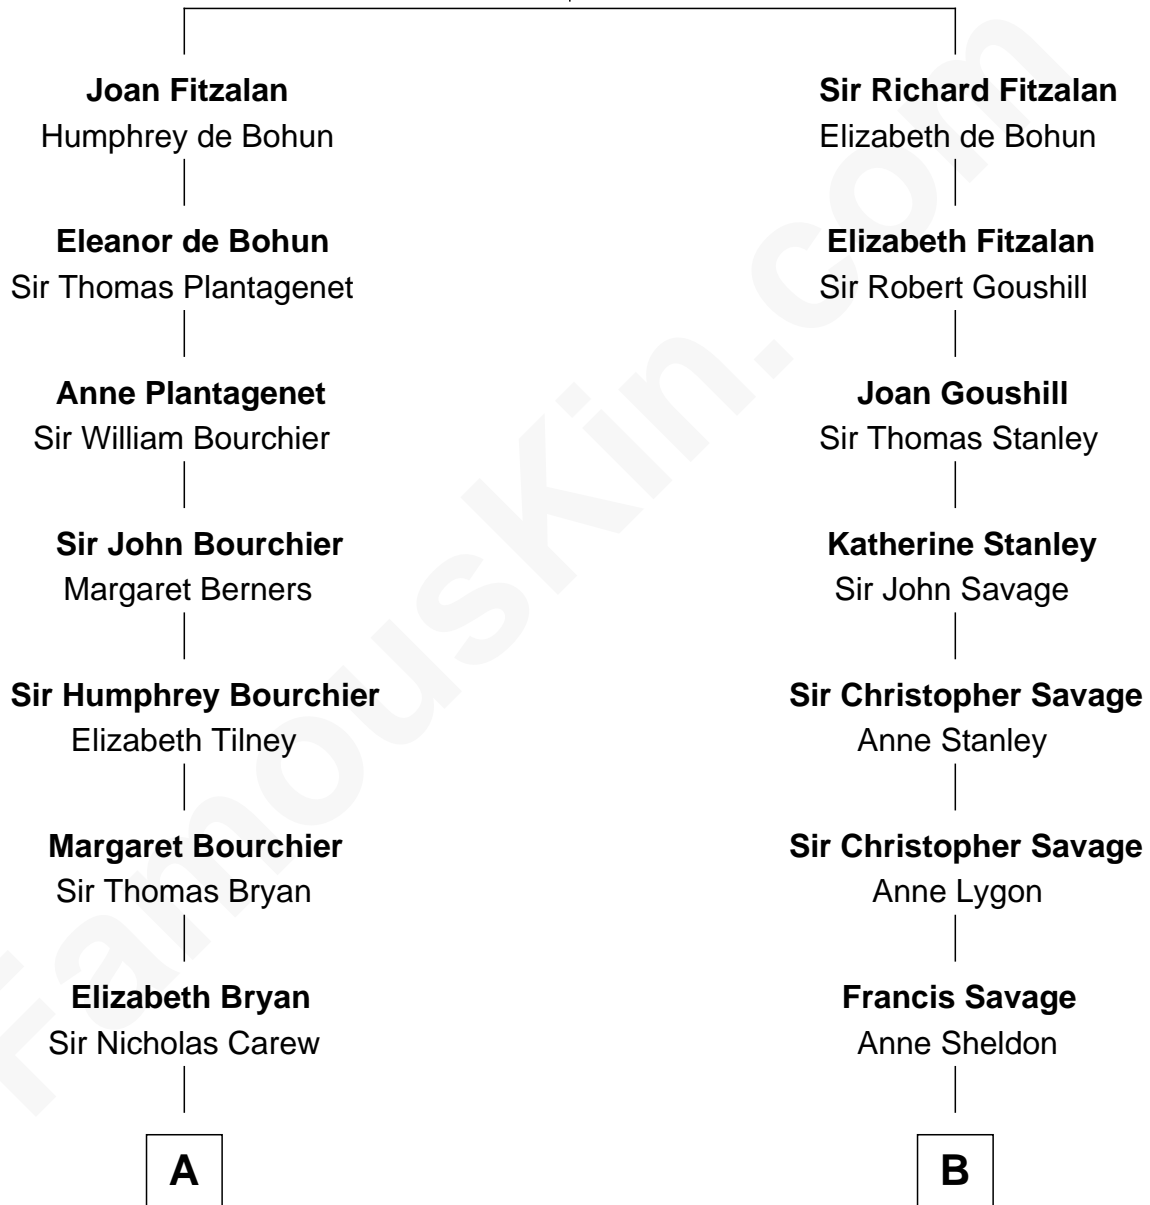 Joan Fitzalan
Humphrey de Bohun
Eleanor de Bohun
Sir Thomas Plantagenet
Anne Plantagenet
Sir William Bourchier
Sir John Bourchier
Margaret Berners
Sir Humphrey Bourchier
Elizabeth Tilney
Margaret Bourchier
Sir Thomas Bryan
Elizabeth Bryan
Sir Nicholas Carew
A
Sir Richard Fitzalan
Elizabeth de Bohun
Elizabeth Fitzalan
Sir Robert Goushill
Joan Goushill
Sir Thomas Stanley
Katherine Stanley
Sir John Savage
Sir Christopher Savage
Anne Stanley
Sir Christopher Savage
Anne Lygon
Francis Savage
Anne Sheldon
B
FamousKin.com